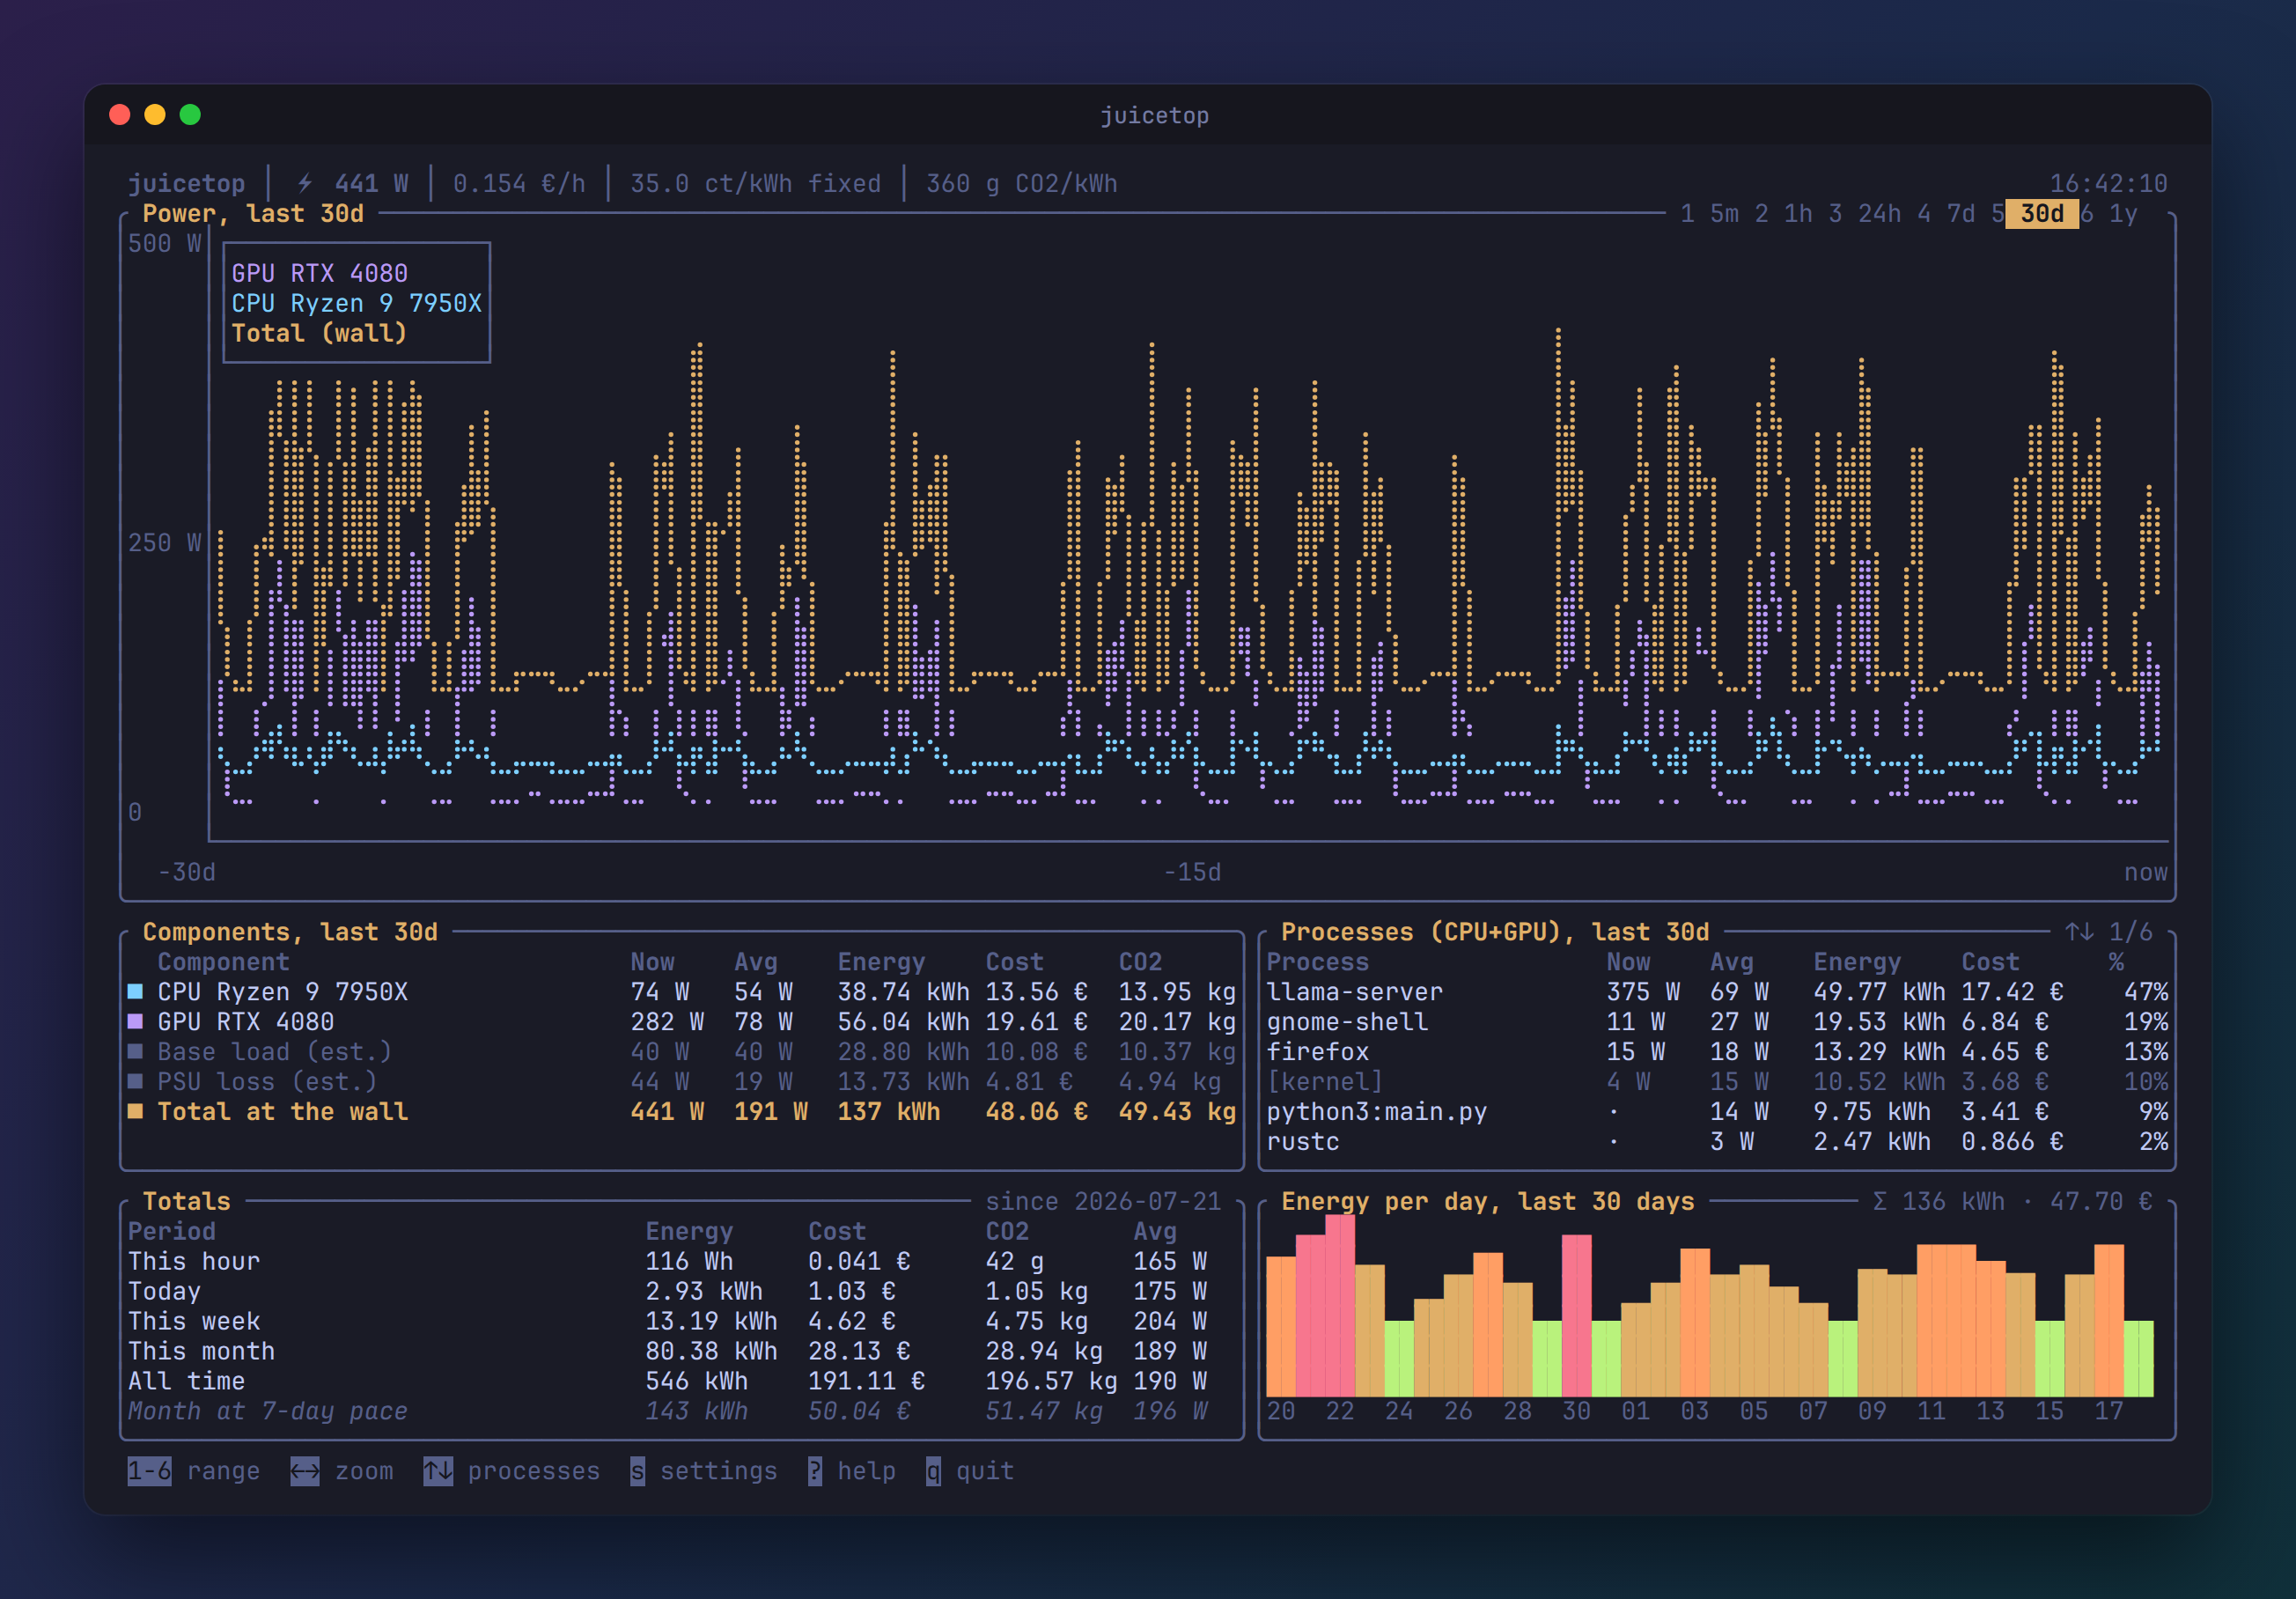 juicetop
juicetop │ ⚡ 441 W │ 0.154 €/h │ 35.0 ct/kWh fixed │ 360 g CO2/kWh 16:42:10
Power, last 30d 1 5m 2 1h 3 24h 4 7d 5 30d 6 1y
500 W
GPU RTX 4080
CPU Ryzen 9 7950X
Total (wall)
250 W
0
-30d -15d now
Components, last 30d
Component Now Avg Energy Cost CO2
CPU Ryzen 9 7950X 74 W 54 W 38.74 kWh 13.56 € 13.95 kg
GPU RTX 4080 282 W 78 W 56.04 kWh 19.61 € 20.17 kg
Base load (est.) 40 W 40 W 28.80 kWh 10.08 € 10.37 kg
PSU loss (est.) 44 W 19 W 13.73 kWh 4.81 € 4.94 kg
Total at the wall 441 W 191 W 137 kWh 48.06 € 49.43 kg
Processes (CPU+GPU), last 30d ↑↓ 1/6
Process Now Avg Energy Cost %
llama-server 375 W 69 W 49.77 kWh 17.42 € 47%
gnome-shell 11 W 27 W 19.53 kWh 6.84 € 19%
firefox 15 W 18 W 13.29 kWh 4.65 € 13%
[kernel] 4 W 15 W 10.52 kWh 3.68 € 10%
python3:main.py · 14 W 9.75 kWh 3.41 € 9%
rustc · 3 W 2.47 kWh 0.866 € 2%
Totals since 2026-07-21
Period Energy Cost CO2 Avg
This hour 116 Wh 0.041 € 42 g 165 W
Today 2.93 kWh 1.03 € 1.05 kg 175 W
This week 13.19 kWh 4.62 € 4.75 kg 204 W
This month 80.38 kWh 28.13 € 28.94 kg 189 W
All time 546 kWh 191.11 € 196.57 kg 190 W
Month at 7-day pace 143 kWh 50.04 € 51.47 kg 196 W
Energy per day, last 30 days Σ 136 kWh · 47.70 €
20 22 24 26 28 30 01 03 05 07 09 11 13 15 17
1-6 range ←→ zoom ↑↓ processes s settings ? help q quit